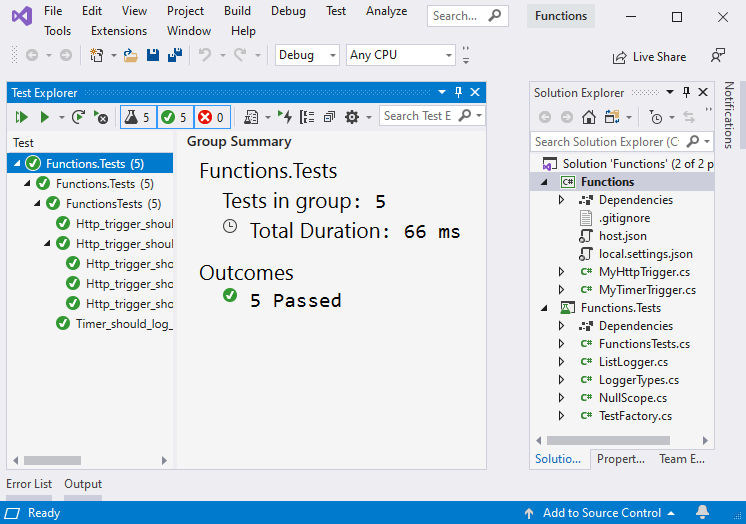 File Edit View Project Build Debug Test Analyze
Tools Extensions Window Help
Search...
Functions
Debug Any CPU
Live Share
Test Explorer
5 5 0
Search Test E
Test
Functions.Tests (5)
Functions.Tests (5)
FunctionsTests (5)
Http_trigger_shoul
Http_trigger_shoul
Http_trigger_sho
Http_trigger_sho
Http_trigger_sho
Timer_should_log_
Group Summary
Functions.Tests
Tests in group: 5
Total Duration: 66 ms
Outcomes
5 Passed
Solution Explorer
Search Solution Explorer (C
Solution 'Functions' (2 of 2 p
Functions
Dependencies
.gitignore
host.json
local.settings.json
MyHttpTrigger.cs
MyTimerTrigger.cs
Functions.Tests
Dependencies
FunctionsTests.cs
ListLogger.cs
LoggerTypes.cs
NullScope.cs
TestFactory.cs
Solutio... Propert... Team E...
Notifications
Error List Output
Ready
Add to Source Control